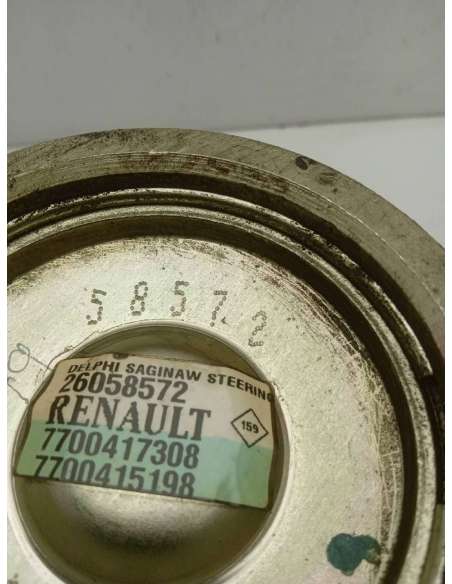 58572
DELPHI SAGINAW STEERING
26058572
RENAULT
159
7700417308
7700415198